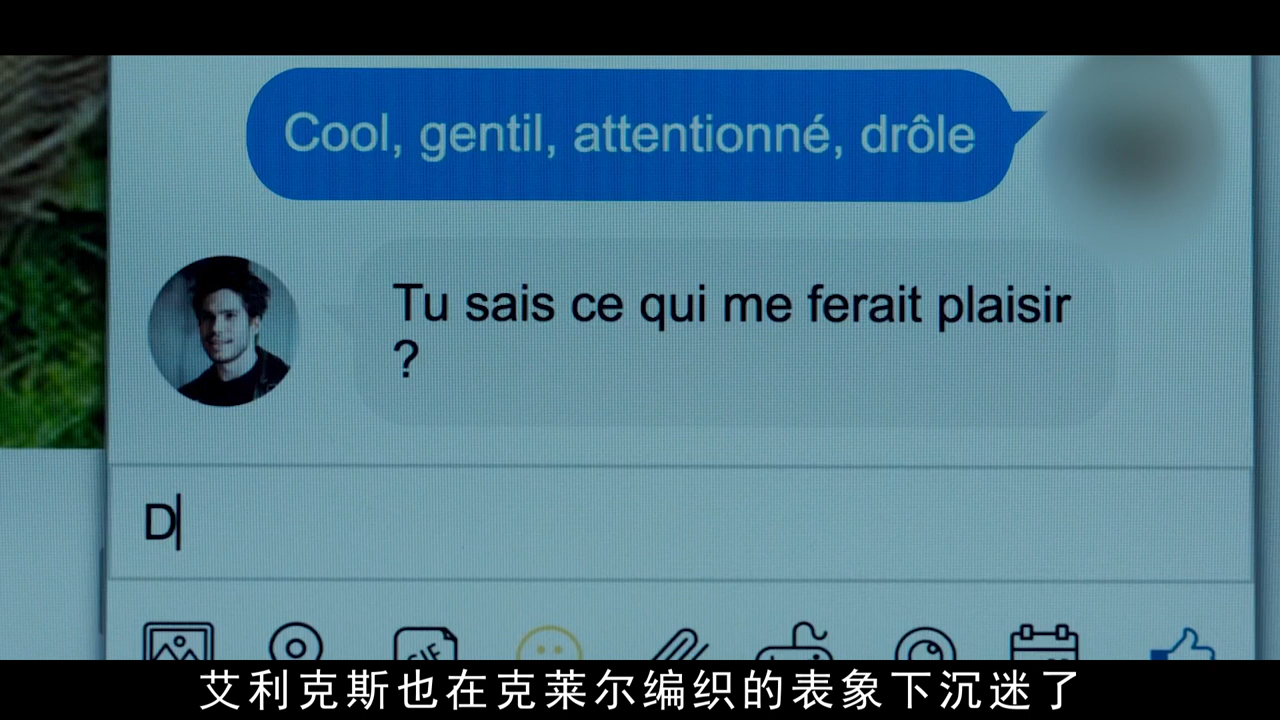 Cool, gentil, attentionné, drôle
Tu sais ce qui me ferait plaisir
?
D
GIF
艾利克斯也在克莱尔编织的表象下沉迷了